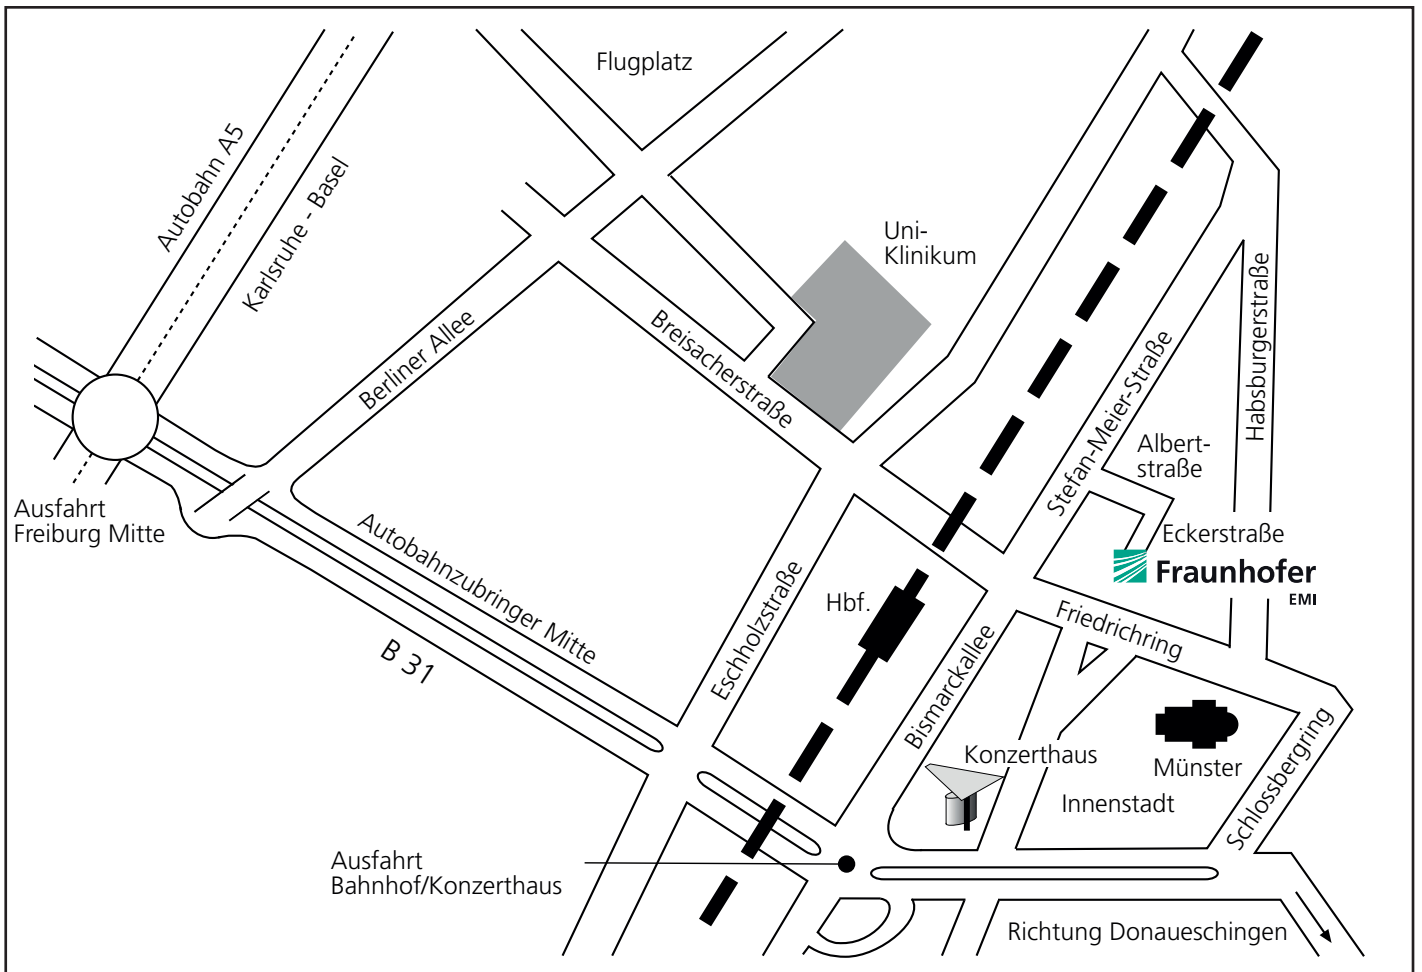 Flugplatz
Autobahn A5
Karlsruhe - Basel
Uni-
Klinikum
Berliner Allee
Breisacherstraße
Stefan-Meier-Straße
Habsburgerstraße
Albert-
straße
Ausfahrt
Freiburg Mitte
Autobahnzubringer Mitte
B 31
Eckerstraße
Fraunhofer
EMI
Eschholzstraße
Hbf.
Friedrichring
Bismarckallee
Konzerthaus
Münster
Innenstadt
Schlossbergring
Ausfahrt
Bahnhof/Konzerthaus
Richtung Donaueschingen